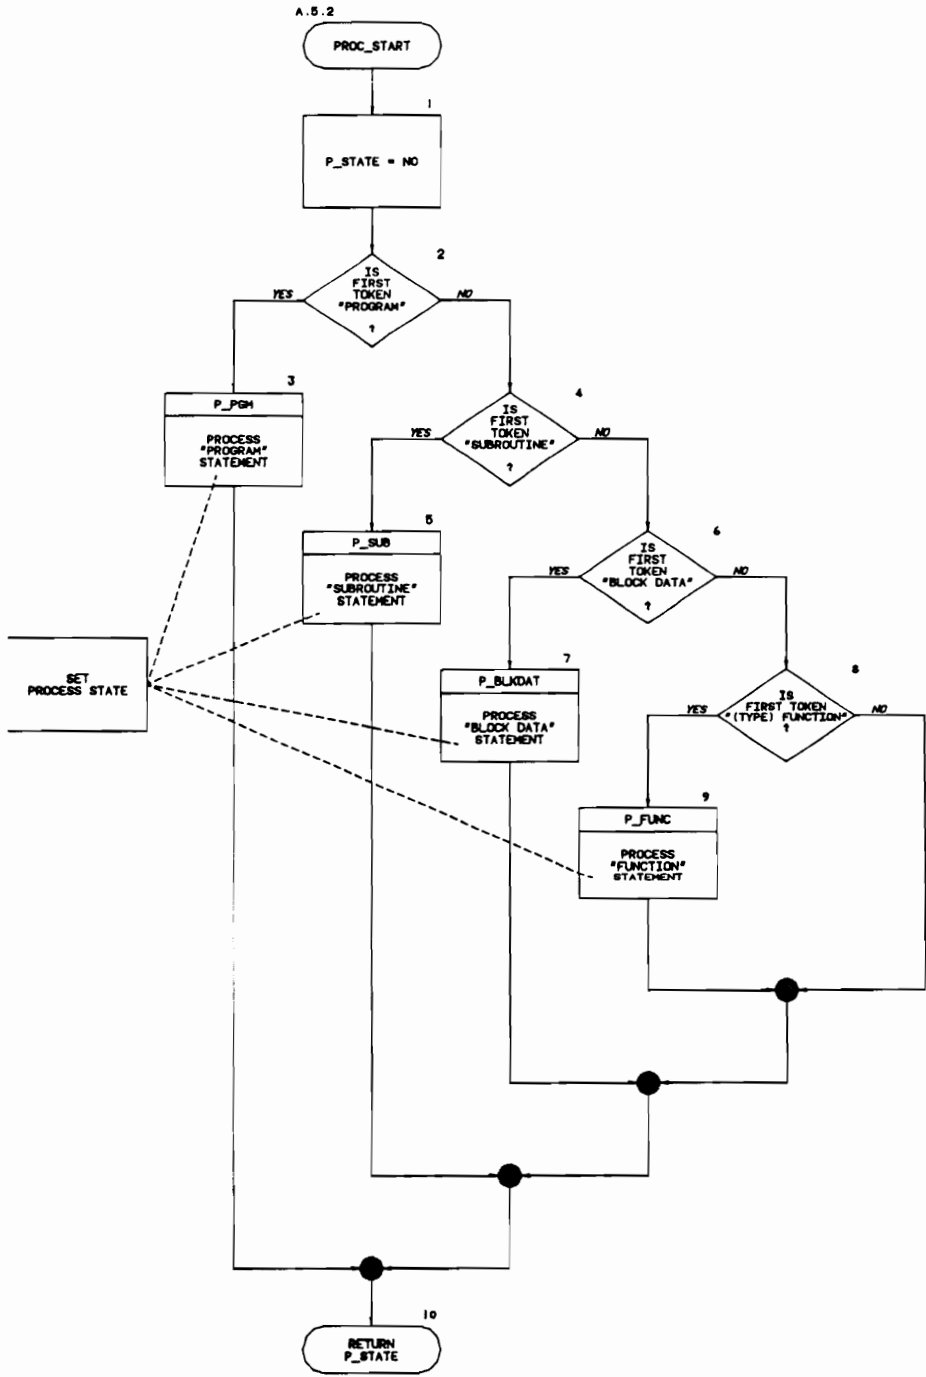 A.5.2
PROC_START
1
P_STATE = NO
2
IS
FIRST
TOKEN
"PROGRAM"
?
YES
NO
3
P_PGM
PROCESS
"PROGRAM"
STATEMENT
4
IS
FIRST
TOKEN
"SUBROUTINE"
?
YES
NO
5
P_SUB
PROCESS
"SUBROUTINE"
STATEMENT
6
IS
FIRST
TOKEN
"BLOCK DATA"
?
YES
NO
SET
PROCESS STATE
7
P_BLKDAT
PROCESS
"BLOCK DATA"
STATEMENT
8
IS
FIRST TOKEN
"(TYPE) FUNCTION"
?
YES
NO
9
P_FUNC
PROCESS
"FUNCTION"
STATEMENT
10
RETURN
P_STATE